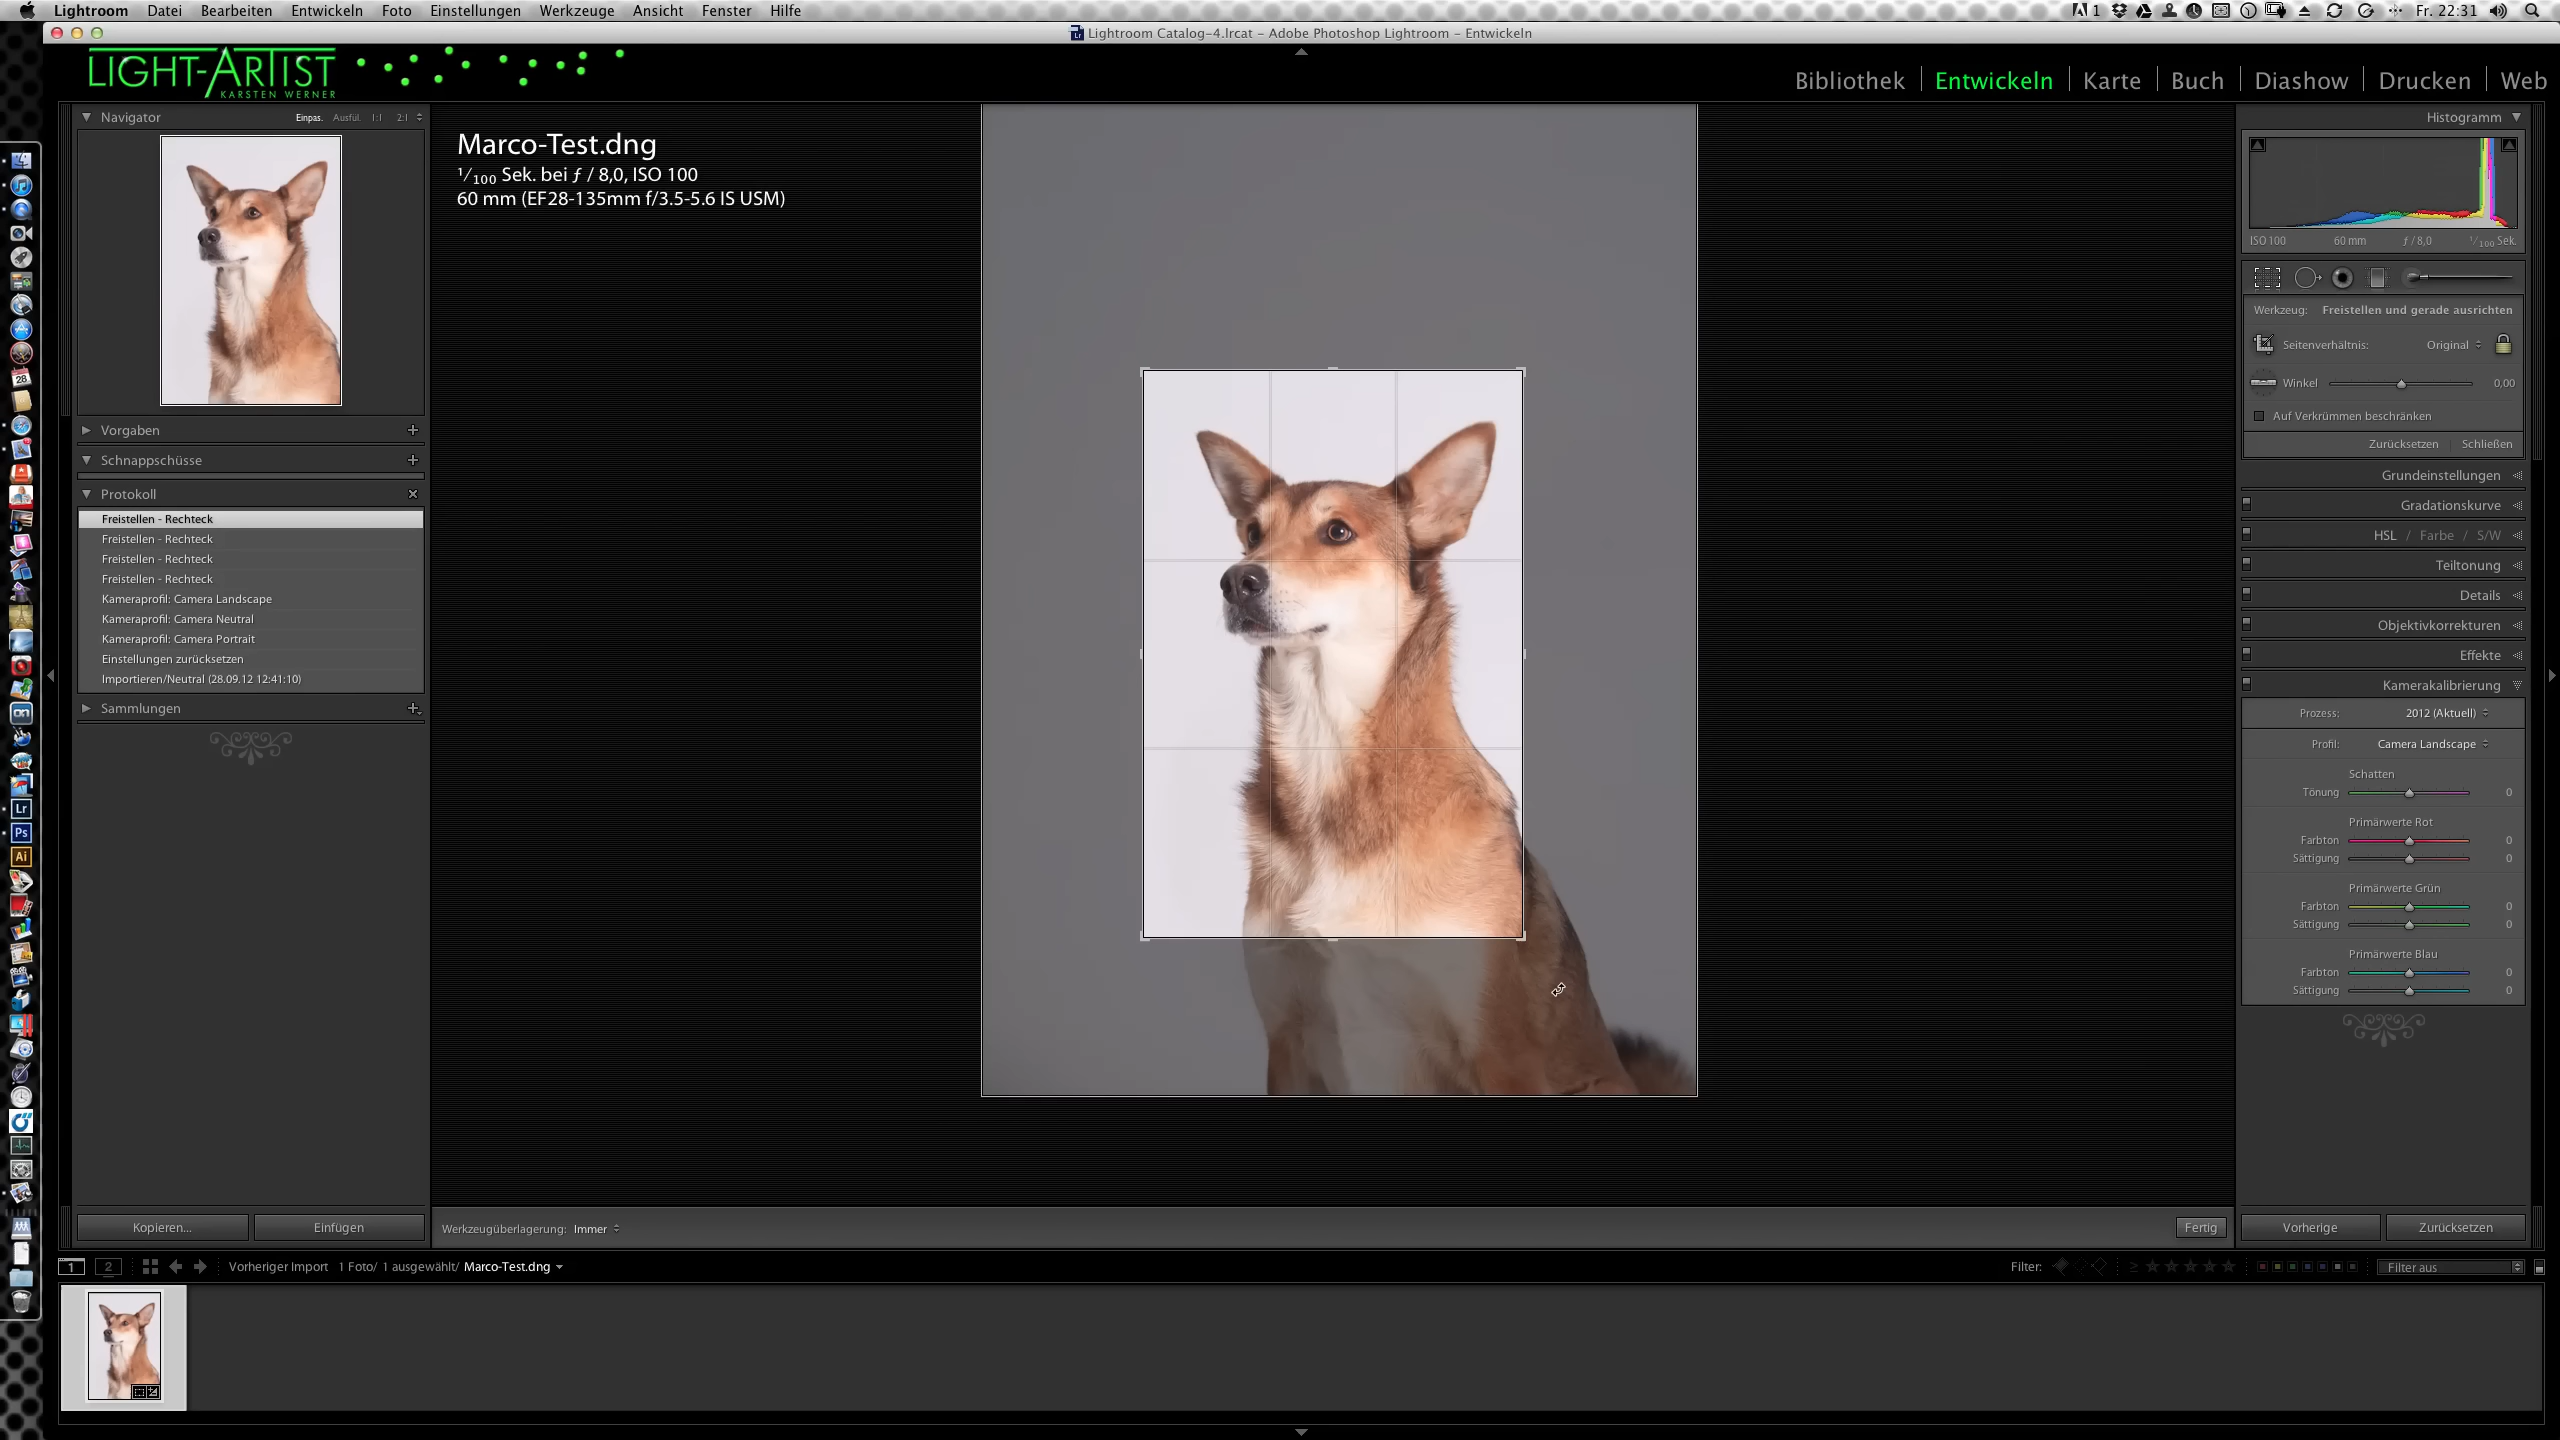 Lightroom Datei Bearbeiten Entwickeln Foto Einstellungen Werkzeuge Ansicht Fenster Hilfe
1 Fr. 22:31
Lightroom Catalog-4.lrcat – Adobe Photoshop Lightroom – Entwickeln
LIGHT-ARTIST
KARSTEN WERNER
Bibliothek Entwickeln Karte Buch Diashow Drucken Web
Navigator Einpas. Ausfül. 1:1 2:1
Marco-Test.dng
1/100 Sek. bei ƒ / 8,0, ISO 100
60 mm (EF28-135mm f/3.5-5.6 IS USM)
Vorgaben
Schnappschüsse
Protokoll
Freistellen - Rechteck
Freistellen - Rechteck
Freistellen - Rechteck
Freistellen - Rechteck
Kameraprofil: Camera Landscape
Kameraprofil: Camera Neutral
Kameraprofil: Camera Portrait
Einstellungen zurücksetzen
Importieren/Neutral (28.09.12 12:41:10)
Sammlungen
28
Lr
Ps
Ai
Histogramm
ISO 100 60 mm ƒ / 8,0 1/100 Sek.
Werkzeug: Freistellen und gerade ausrichten
Seitenverhältnis: Original
Winkel 0,00
Auf Verkrümmen beschränken
Zurücksetzen Schließen
Grundeinstellungen
Gradationskurve
HSL / Farbe / S/W
Teiltonung
Details
Objektivkorrekturen
Effekte
Kamerakalibrierung
Prozess: 2012 (Aktuell)
Profil: Camera Landscape
Schatten
Tönung 0
Primärwerte Rot
Farbton 0
Sättigung 0
Primärwerte Grün
Farbton 0
Sättigung 0
Primärwerte Blau
Farbton 0
Sättigung 0
Kopieren... Einfügen
Werkzeugüberlagerung: Immer
Fertig
Vorherige Zurücksetzen
1 2 Vorheriger Import 1 Foto/ 1 ausgewählt/ Marco-Test.dng
Filter: Filter aus